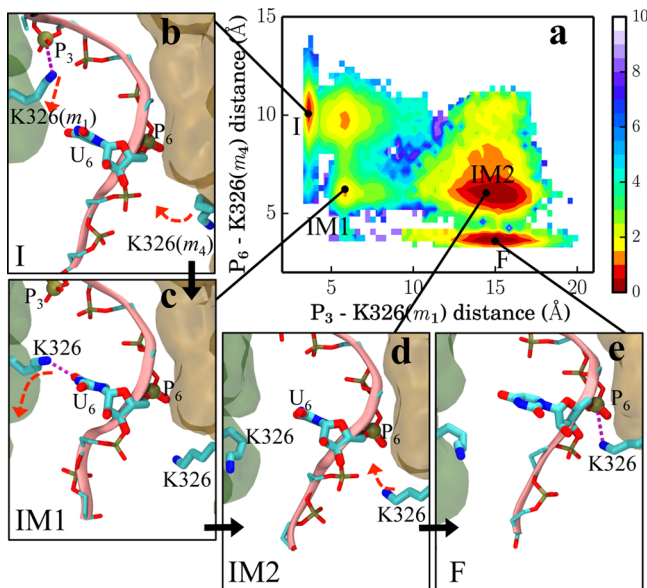 b
P₃
K326(m₁)
U₆
P₆
K326(m₄)
I
a
P₆ - K326(m₄) distance (Å)
15
10
5
I
IM1
IM2
F
5 10 15 20
P₃ - K326(m₁) distance (Å)
10
8
6
4
2
0
c
P₃
K326
U₆
P₆
K326
IM1
d
U₆
P₆
K326
K326
IM2
e
P₆
K326
F